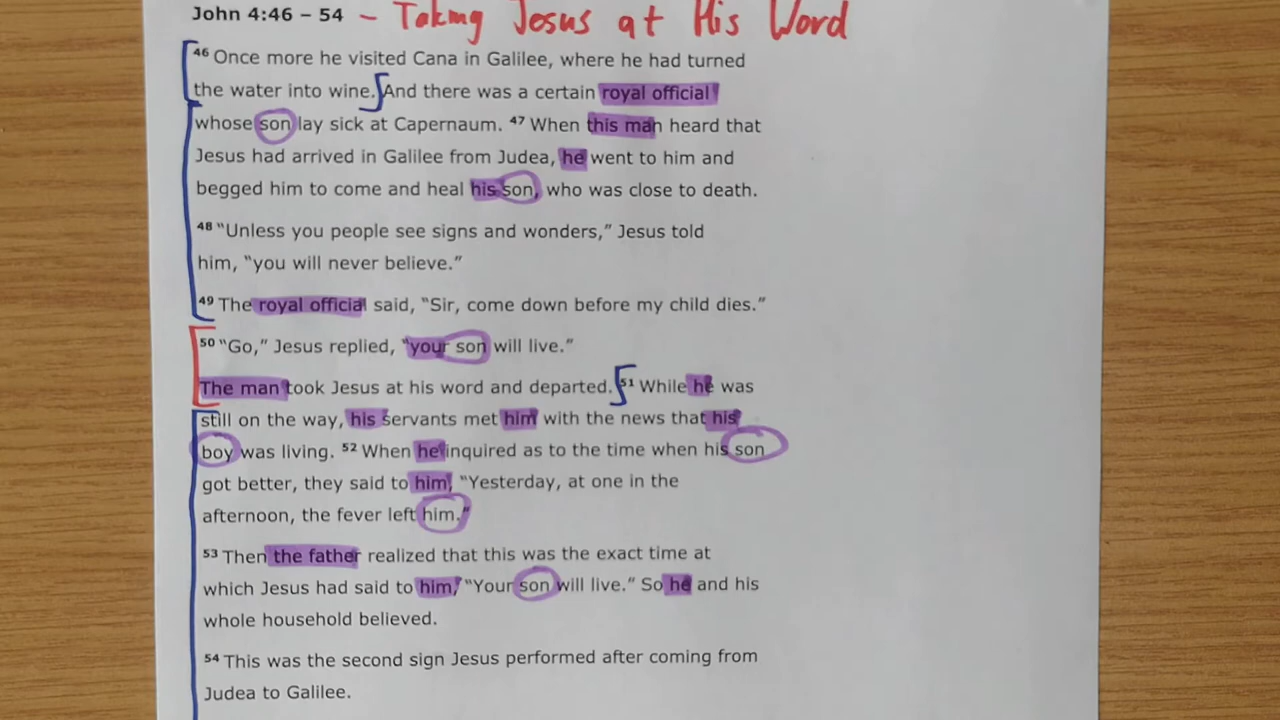 John 4:46 – 54 – Taking Jesus at His Word
46 Once more he visited Cana in Galilee, where he had turned
the water into wine. And there was a certain royal official
whose son lay sick at Capernaum. 47 When this man heard that
Jesus had arrived in Galilee from Judea, he went to him and
begged him to come and heal his son, who was close to death.
48 “Unless you people see signs and wonders,” Jesus told
him, “you will never believe.”
49 The royal official said, “Sir, come down before my child dies.”
50 “Go,” Jesus replied, “your son will live.”
The man took Jesus at his word and departed. 51 While he was
still on the way, his servants met him with the news that his
boy was living. 52 When he inquired as to the time when his son
got better, they said to him, “Yesterday, at one in the
afternoon, the fever left him.”
53 Then the father realized that this was the exact time at
which Jesus had said to him, “Your son will live.” So he and his
whole household believed.
54 This was the second sign Jesus performed after coming from
Judea to Galilee.